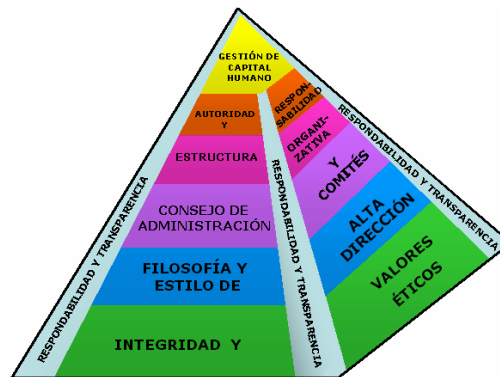 GESTIÓN DE
CAPITAL
HUMANO
AUTORIDAD
Y
RESPON-
SABILIDAD
ESTRUCTURA
ORGANI-
ZATIVA
CONSEJO DE
ADMINISTRACIÓN
Y
COMITÉS
FILOSOFÍA Y
ESTILO DE
ALTA
DIRECCIÓN
INTEGRIDAD Y
VALORES
ÉTICOS
RESPONDABILIDAD Y TRANSPARENCIA
RESPONDABILIDAD Y TRANSPARENCIA
RESPONDABILIDAD Y TRANSPARENCIA